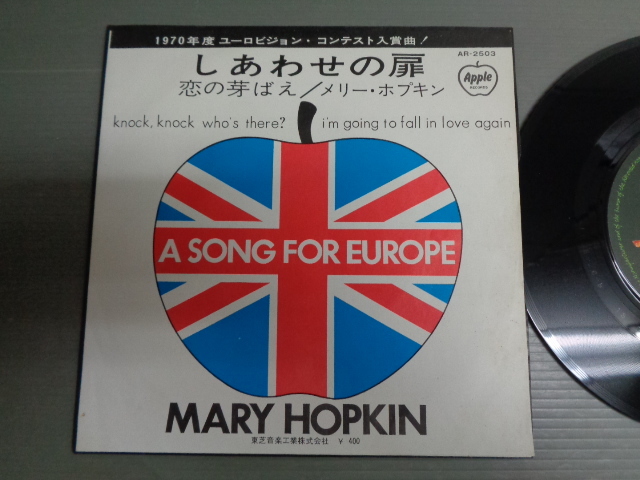 1970年度 ユーロビジョン・コンテスト入賞曲!
AR-2503
しあわせの扉
恋の芽ばえ/メリー・ホプキン
Apple
RECORDS
knock, knock who's there? i'm going to fall in love again
A SONG FOR EUROPE
MARY HOPKIN
東芝音楽工業株式会社 ¥ 400